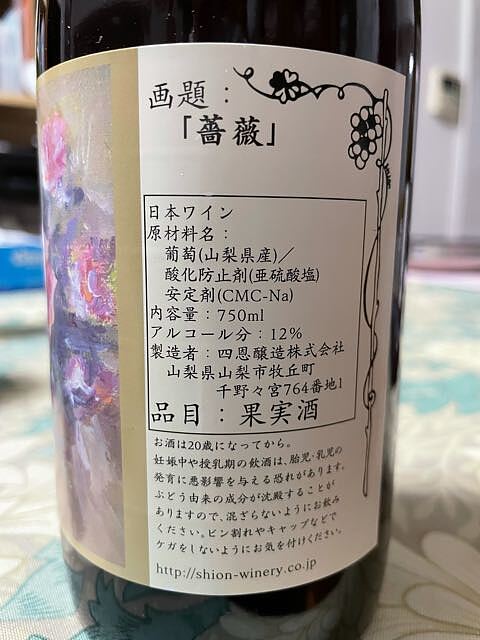 画題：
「薔薇」
日本ワイン
原材料名：
葡萄(山梨県産)／
酸化防止剤(亜硫酸塩)
安定剤(CMC-Na)
内容量：750ml
アルコール分：12%
製造者：四恩醸造株式会社
山梨県山梨市牧丘町
千野々宮764番地1
品目：果実酒
お酒は20歳になってから。
妊娠中や授乳期の飲酒は、胎児・乳児の
発育に悪影響を与える恐れがあります。
ぶどう由来の成分が沈殿することが
ありますので、混ざらないようにお飲み
ください。ビン割れやキャップなどで
ケガをしないようにお気を付けください。
http://shion-winery.co.jp